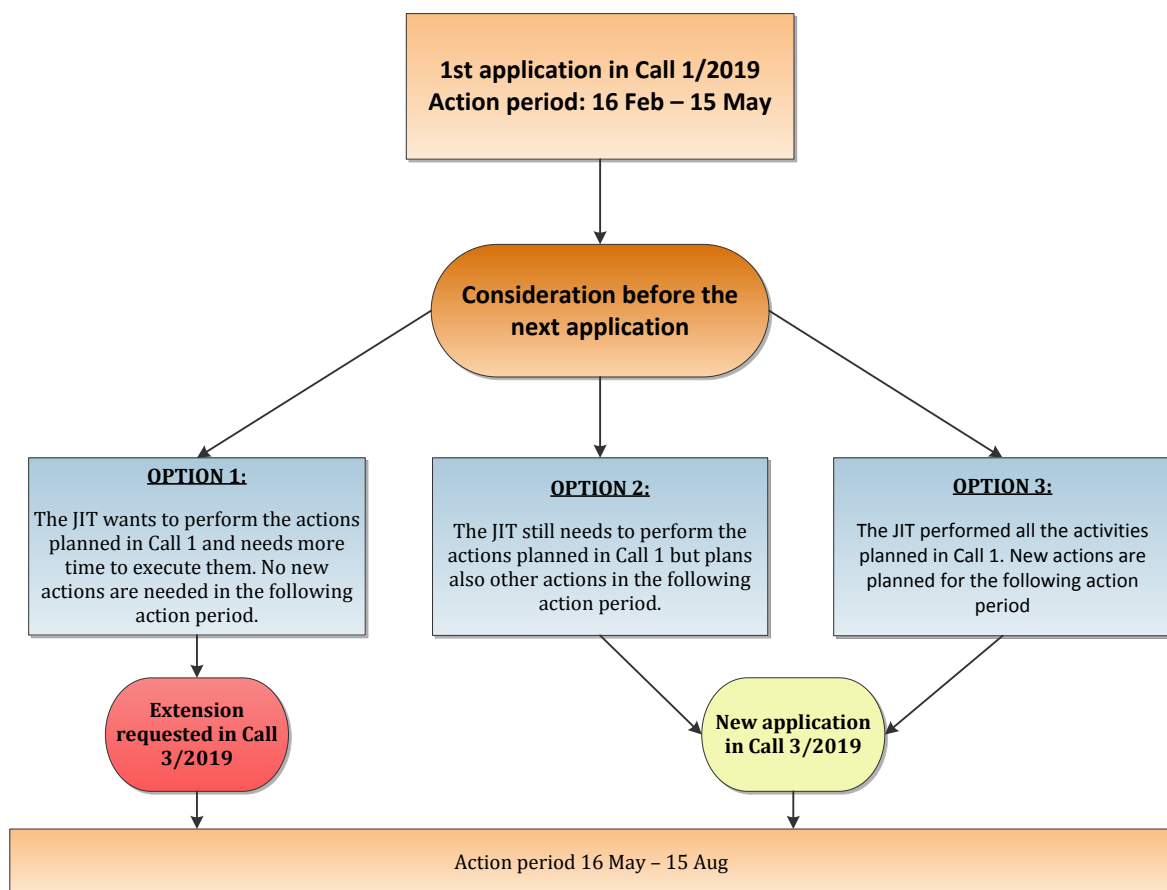 1st application in Call 1/2019
Action period: 16 Feb – 15 May
Consideration before the
next application
OPTION 1:
The JIT wants to perform the actions
planned in Call 1 and needs more
time to execute them. No new
actions are needed in the following
action period.
OPTION 2:
The JIT still needs to perform the
actions planned in Call 1 but plans
also other actions in the following
action period.
OPTION 3:
The JIT performed all the activities
planned in Call 1. New actions are
planned for the following action
period
Extension
requested in Call
3/2019
New application
in Call 3/2019
Action period 16 May – 15 Aug